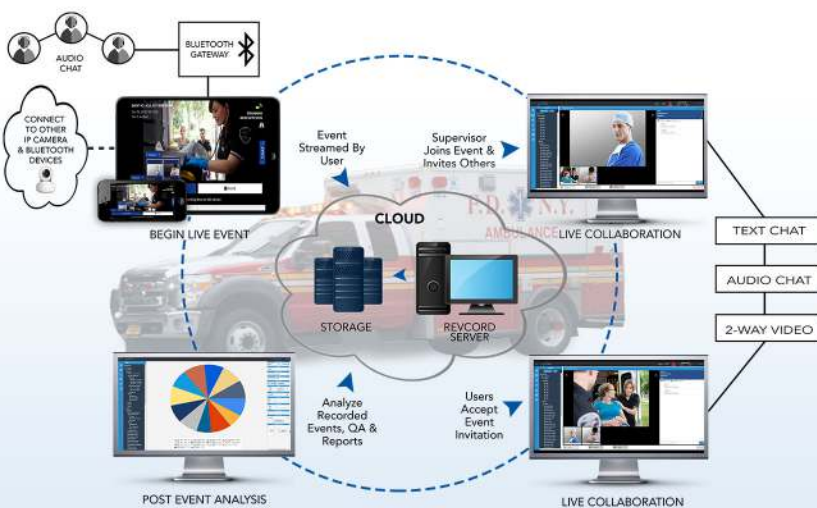 AUDIO
CHAT
BLUETOOTH
GATEWAY
CONNECT
TO OTHER
IP CAMERA
& BLUETOOTH
DEVICES
BEGIN LIVE EVENT
Event
Streamed By
User
Supervisor
Joins Event &
Invites Others
LIVE COLLABORATION
CLOUD
F.D. N.Y.
AMBULANCE
STORAGE
REVCORD
SERVER
TEXT CHAT
AUDIO CHAT
2-WAY VIDEO
Analyze
Recorded
Events, QA &
Reports
Users
Accept
Event
Invitation
POST EVENT ANALYSIS
LIVE COLLABORATION